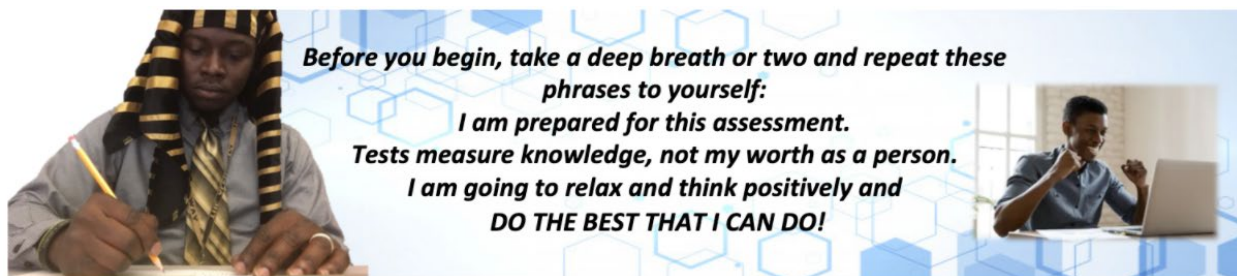 Before you begin, take a deep breath or two and repeat these
phrases to yourself:
I am prepared for this assessment.
Tests measure knowledge, not my worth as a person.
I am going to relax and think positively and
DO THE BEST THAT I CAN DO!